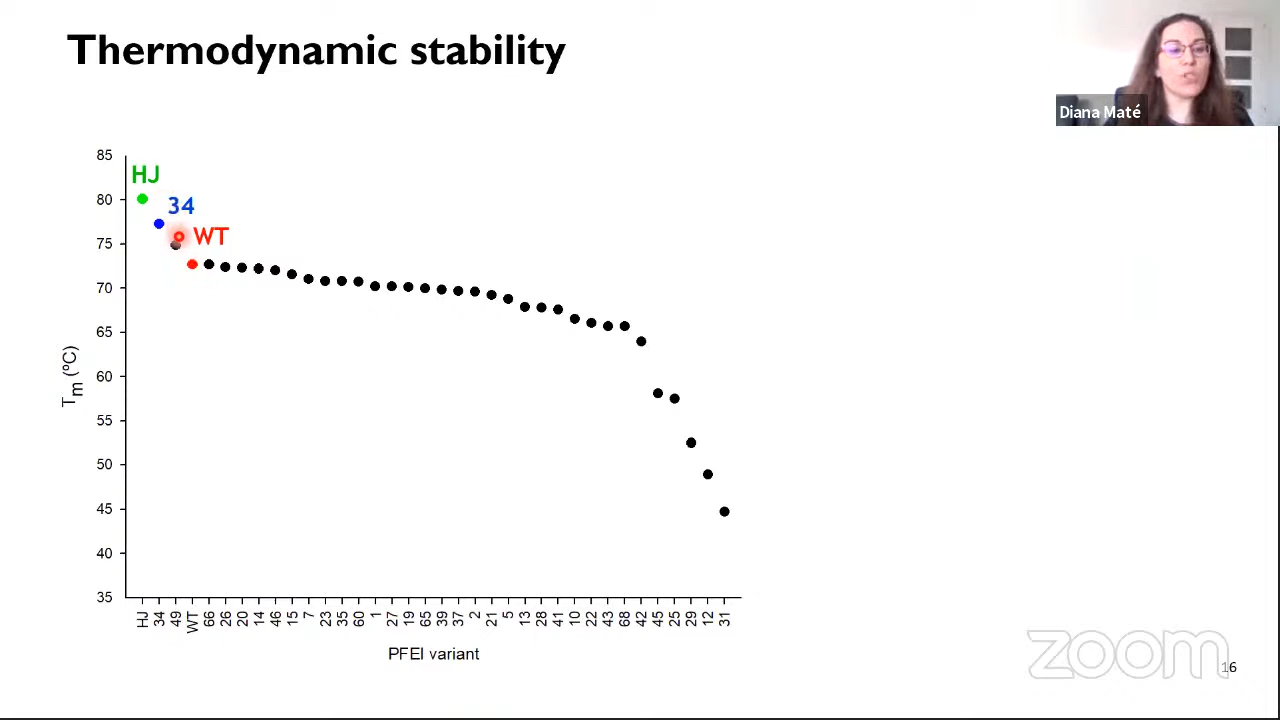 Thermodynamic stability
Diana Maté
85
80
75
70
65
60
55
50
45
40
35
HJ
34
WT
Tm (ºC)
HJ 34 49 WT 66 26 20 14 46 15 7 23 35 60 1 27 19 65 39 37 2 21 5 13 28 41 10 22 43 68 42 45 25 29 12 31
PFEI variant
zoom
16